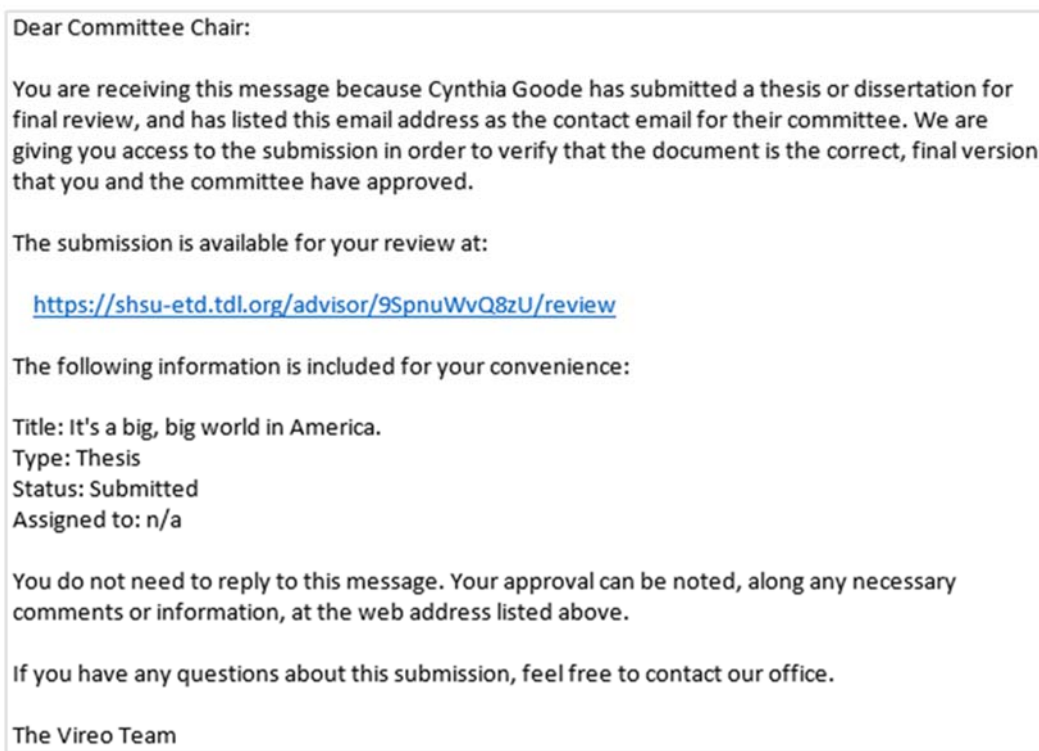 Dear Committee Chair:
You are receiving this message because Cynthia Goode has submitted a thesis or dissertation for
final review, and has listed this email address as the contact email for their committee. We are
giving you access to the submission in order to verify that the document is the correct, final version
that you and the committee have approved.
The submission is available for your review at:
https://shsu-etd.tdl.org/advisor/9SpnuWvQ8zU/review
The following information is included for your convenience:
Title: It's a big, big world in America.
Type: Thesis
Status: Submitted
Assigned to: n/a
You do not need to reply to this message. Your approval can be noted, along any necessary
comments or information, at the web address listed above.
If you have any questions about this submission, feel free to contact our office.
The Vireo Team